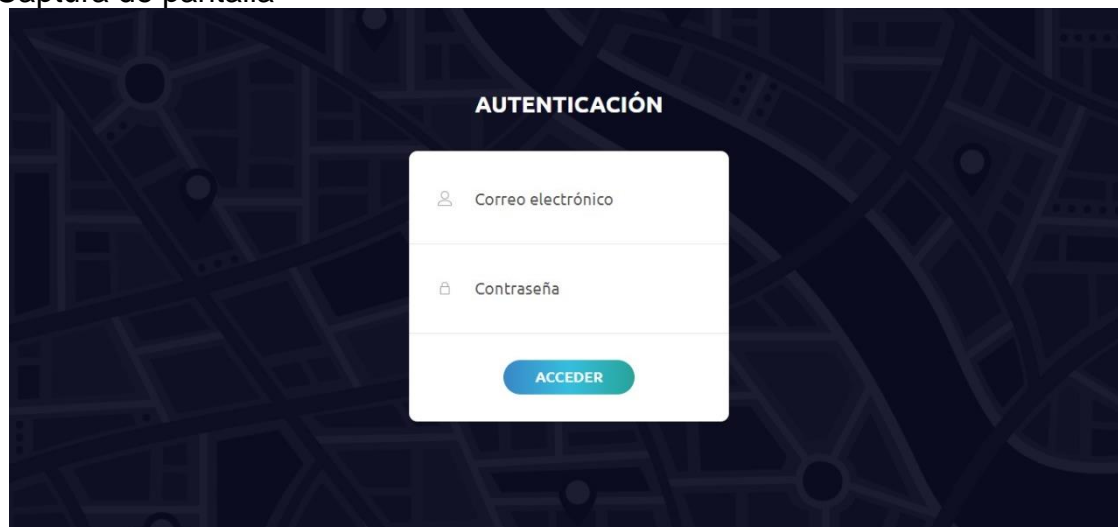 Captura de pantalla
AUTENTICACIÓN
Correo electrónico
Contraseña
ACCEDER